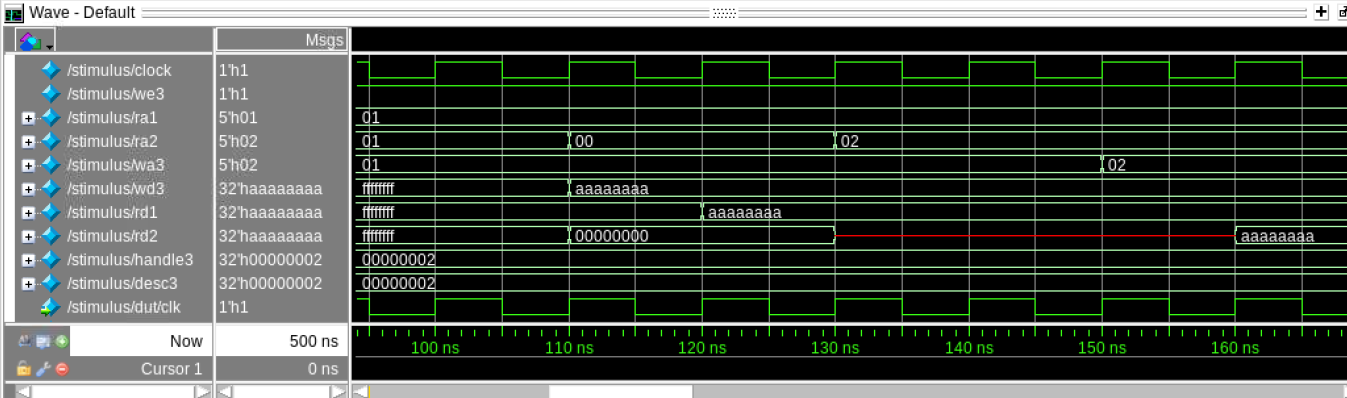 Wave - Default
Msgs
/stimulus/clock 1'h1
/stimulus/we3 1'h1
/stimulus/ra1 5'h01 01
/stimulus/ra2 5'h02 01 00 02
/stimulus/wa3 5'h02 01 02
/stimulus/wd3 32'haaaaaaaa ffffffff aaaaaaaa
/stimulus/rd1 32'haaaaaaaa ffffffff aaaaaaaa
/stimulus/rd2 32'haaaaaaaa ffffffff 00000000 aaaaaaaa
/stimulus/handle3 32'h00000002 00000002
/stimulus/desc3 32'h00000002 00000002
/stimulus/dut/clk 1'h1
Now 500 ns 100 ns 110 ns 120 ns 130 ns 140 ns 150 ns 160 ns
Cursor 1 0 ns